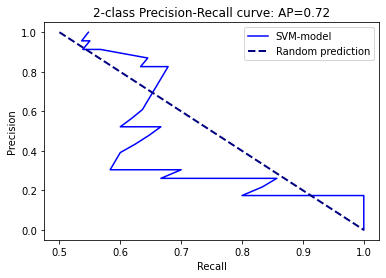 2-class Precision-Recall curve: AP=0.72
SVM-model
Random prediction
Precision
1.0
0.8
0.6
0.4
0.2
0.0
0.5
0.6
0.7
0.8
0.9
1.0
Recall